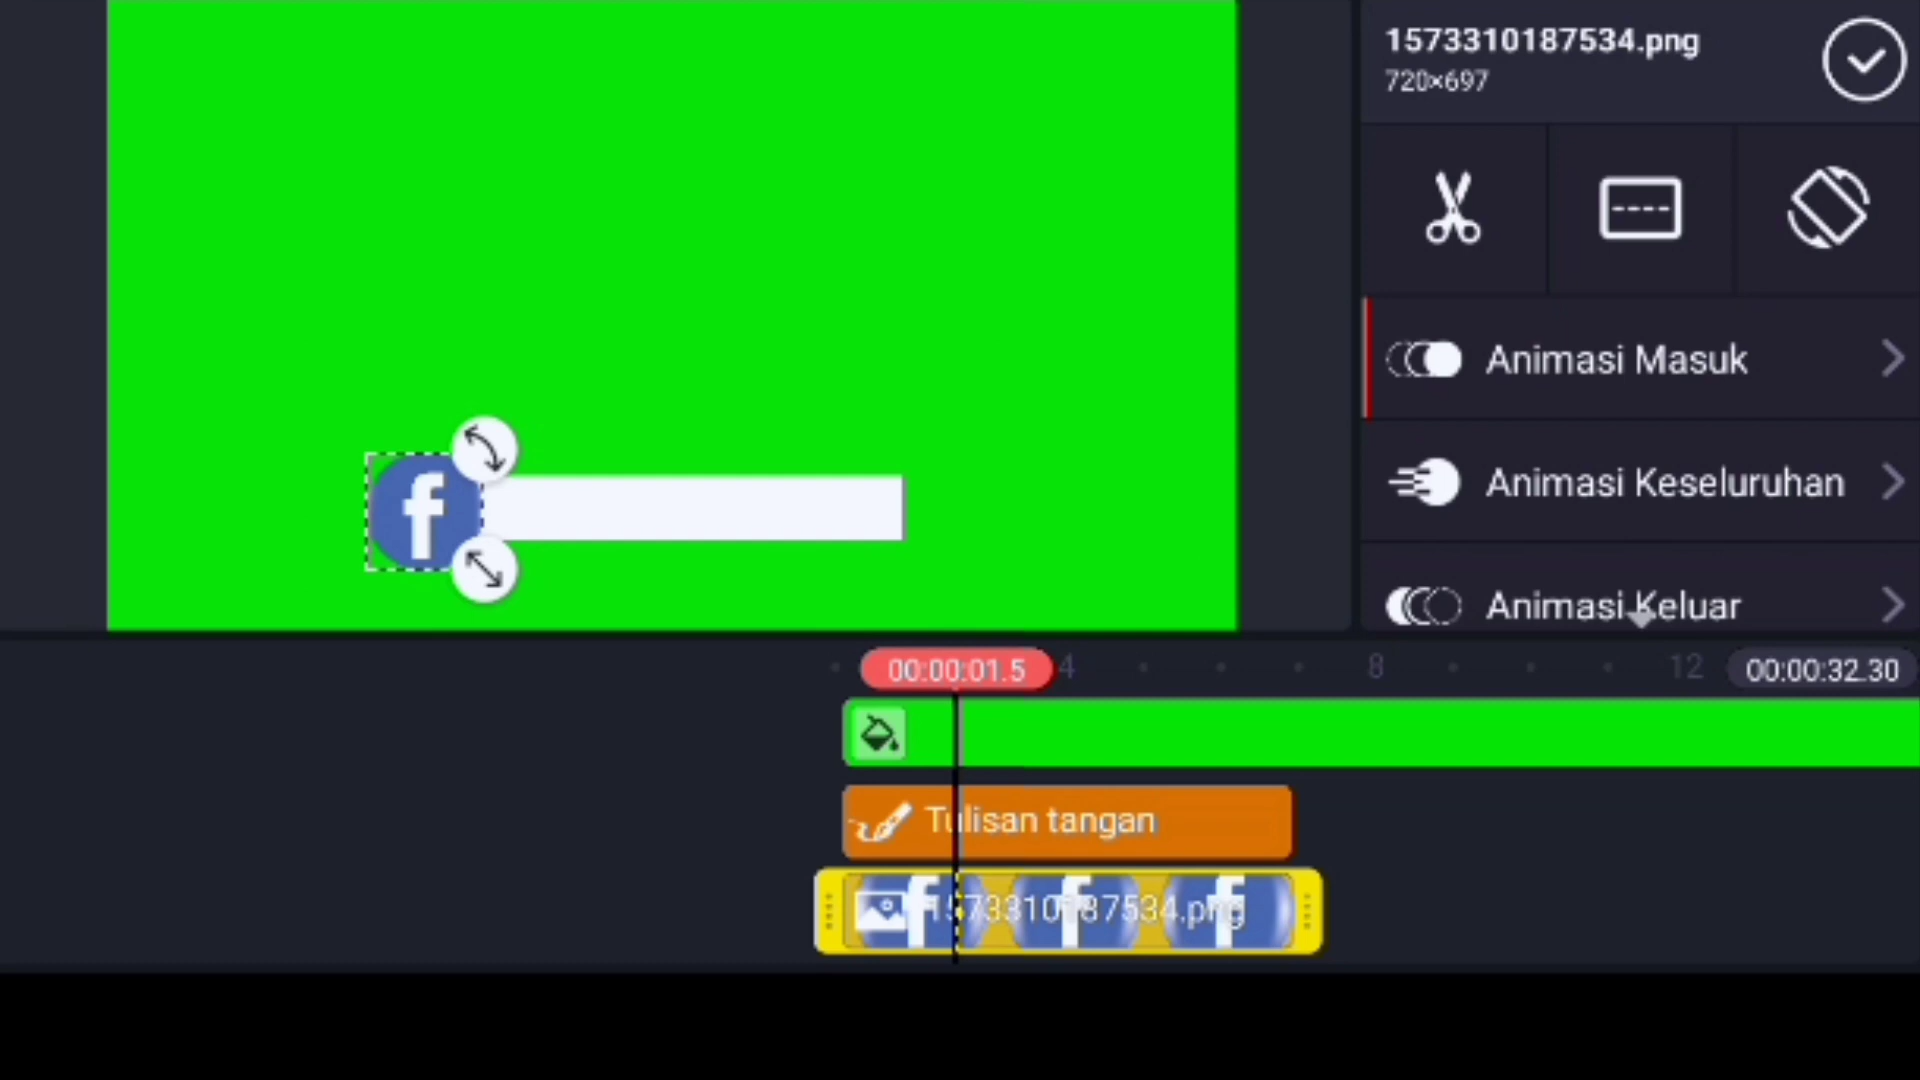 1573310187534.png
720×697
Animasi Masuk
Animasi Keseluruhan
Animasi Keluar
f
00:00:01.5
4
8
12
00:00:32.30
Tulisan tangan
1573310187534.png